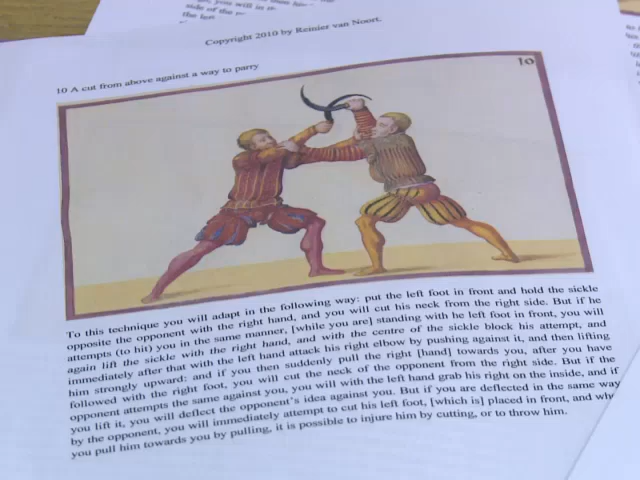 Copyright 2010 by Reinier van Noort.
10 A cut from above against a way to parry
10
To this technique you will adapt in the following way: put the left foot in front and hold the sickle
opposite the opponent with the right hand, and you will cut his neck from the right side. But if he
attempts (to hit) you in the same manner, [while you are] standing with he left foot in front, you will
again lift the sickle with the right hand, and with the centre of the sickle block his attempt, and
immediately after that with the left hand attack his right elbow by pushing against it, and then lifting
him strongly upward: and if you then suddenly pull the right [hand] towards you, after you have
followed with the right foot, you will cut the neck of the opponent from the right side. But if the
opponent attempts the same against you, you will with the left hand grab his right on the inside, and if
you lift it, you will deflect the opponent's idea against you. But if you are deflected in the same way
by the opponent, you will immediately attempt to cut his left foot, [which is] placed in front, and
you pull him towards you by pulling, it is possible to injure him by cutting, or to throw him.